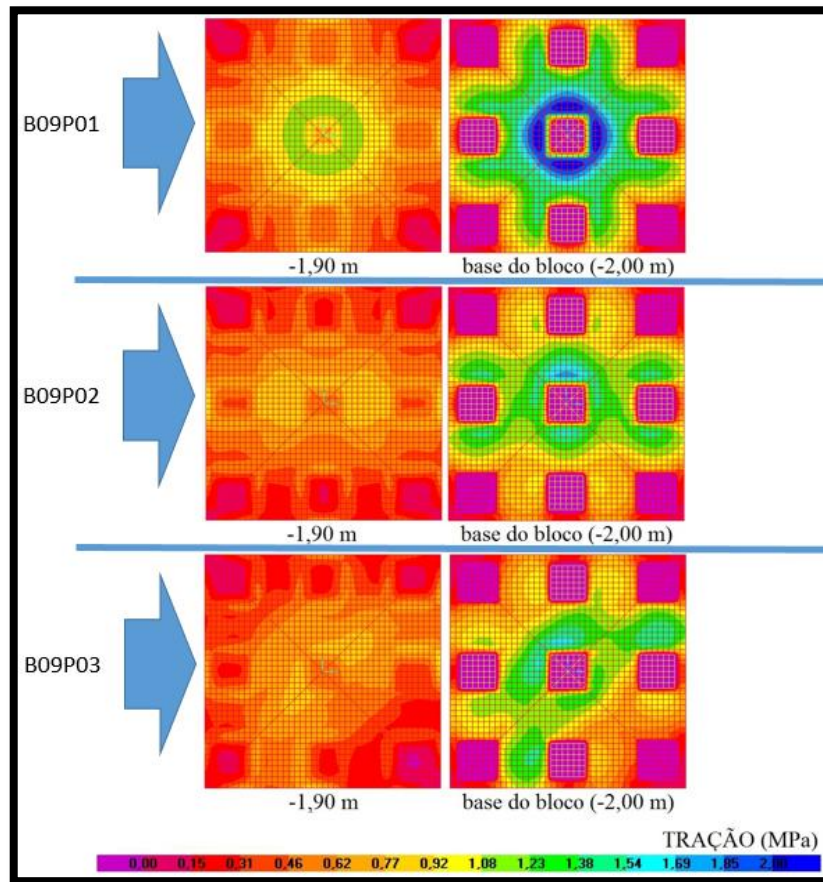 B09P01
-1,90 m
base do bloco (-2,00 m)
B09P02
-1,90 m
base do bloco (-2,00 m)
B09P03
-1,90 m
base do bloco (-2,00 m)
TRAÇÃO (MPa)
0,00 0,15 0,31 0,46 0,62 0,77 0,92 1,08 1,23 1,38 1,54 1,69 1,85